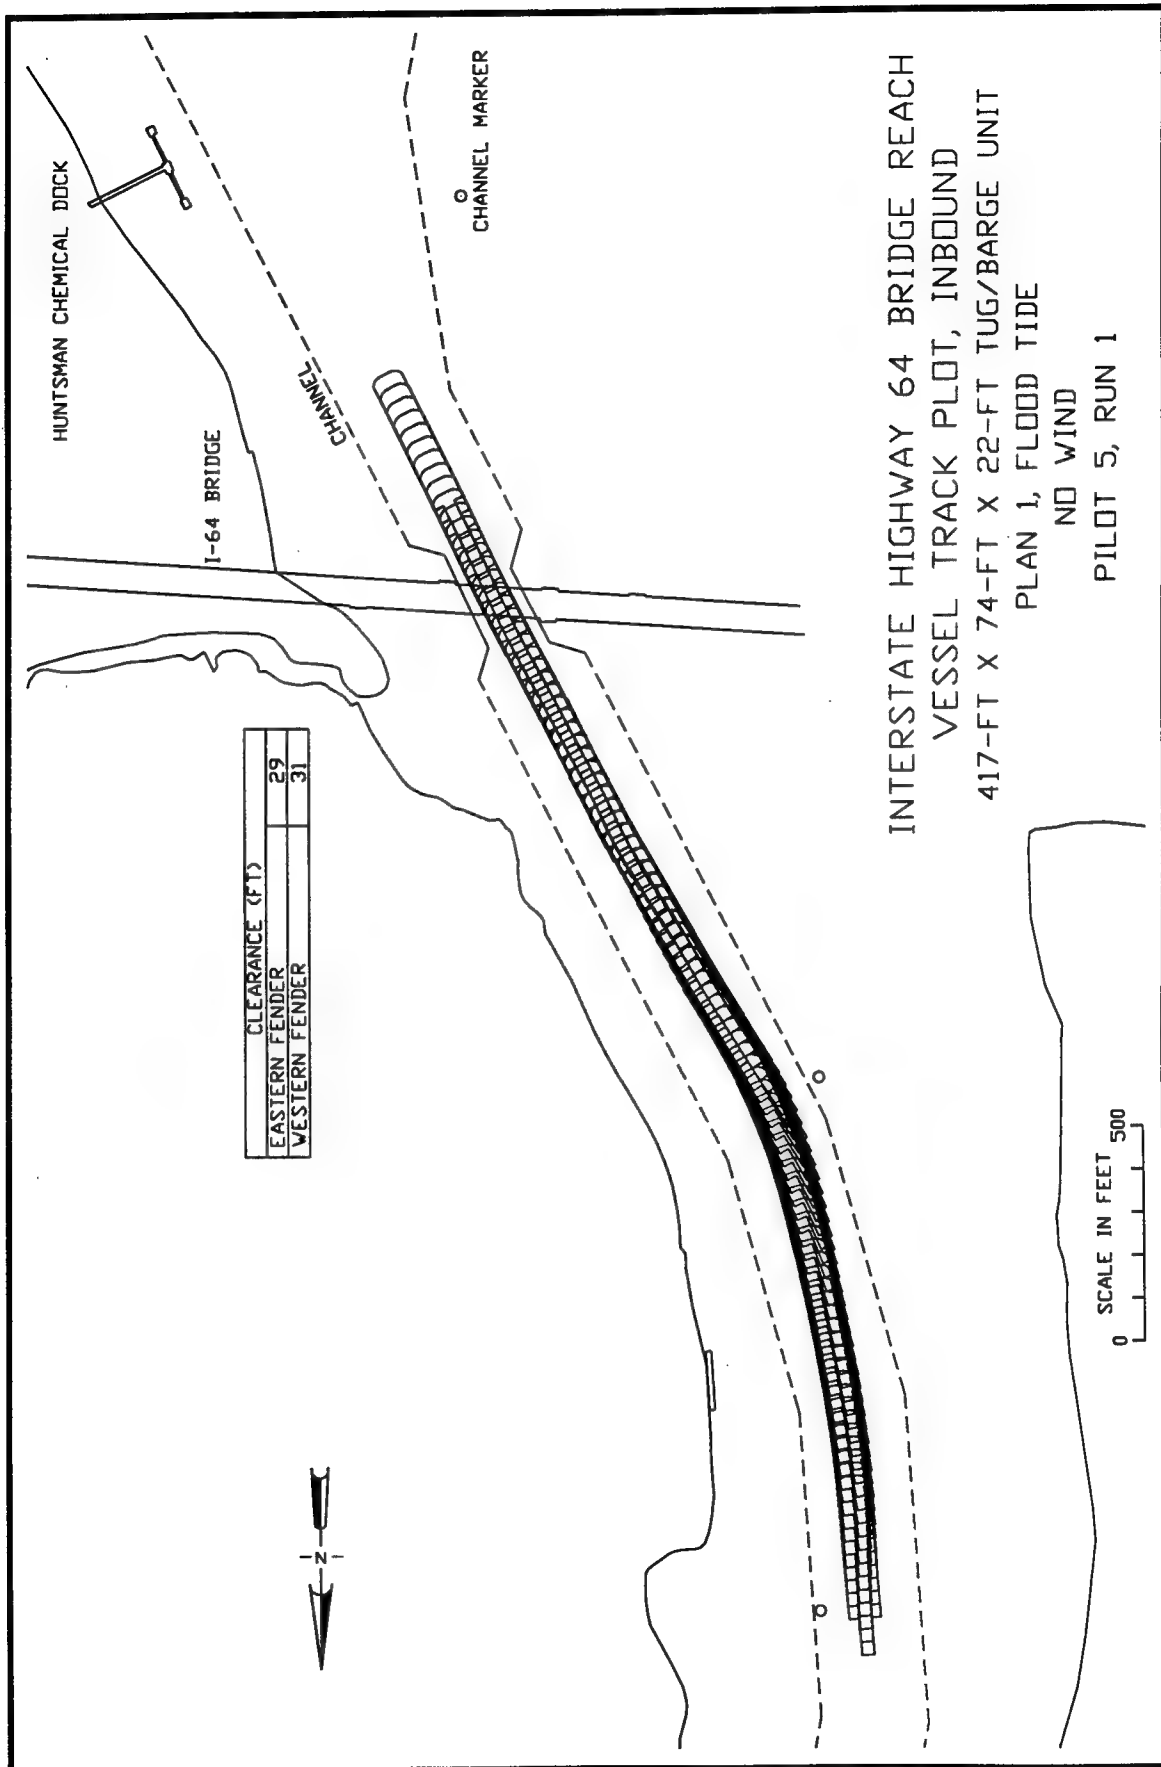 HUNTSMAN CHEMICAL DOCK
I-64 BRIDGE
CHANNEL
CHANNEL MARKER
CLEARANCE (FT)
EASTERN FENDER 29
WESTERN FENDER 31
-N-
INTERSTATE HIGHWAY 64 BRIDGE REACH
VESSEL TRACK PLOT, INBOUND
417-FT X 74-FT X 22-FT TUG/BARGE UNIT
PLAN 1, FLOOD TIDE
NO WIND
PILOT 5, RUN 1
SCALE IN FEET
0 500